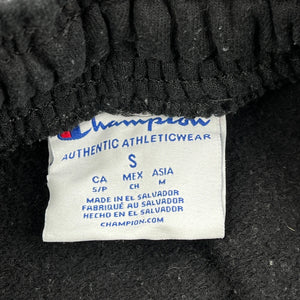 Champion
AUTHENTIC ATHLETICWEAR
S
CA MEX ASIA
S/P CH M
MADE IN EL SALVADOR
FABRIQUÉ AU SALVADOR
HECHO EN EL SALVADOR
CHAMPION.COM